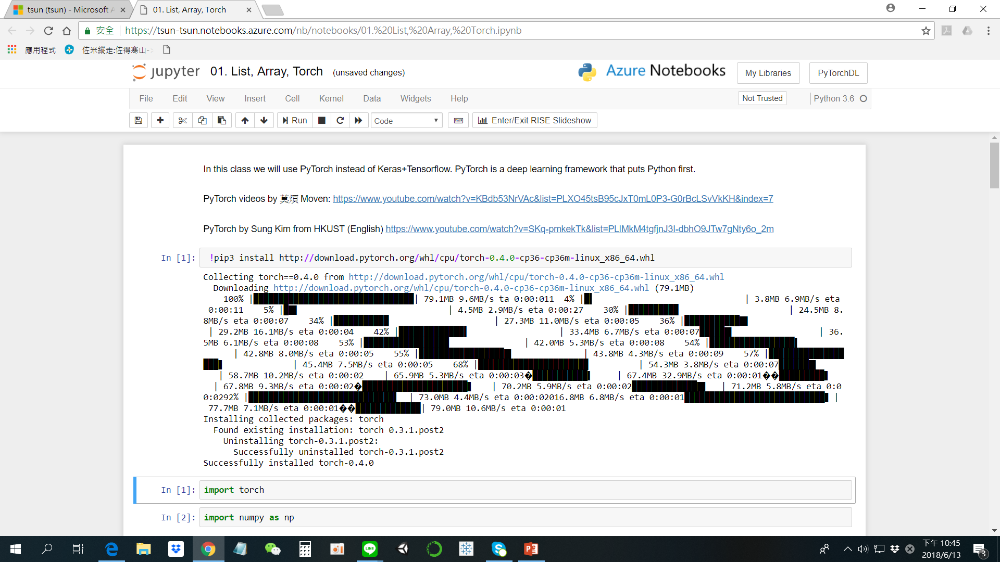 tsun (tsun) - Microsoft A
01. List, Array, Torch
安全 https://tsun-tsun.notebooks.azure.com/nb/notebooks/01.%20List,%20Array,%20Torch.ipynb
應用程式 佐米縱走:佐得寒山-
jupyter 01. List, Array, Torch (unsaved changes) Azure Notebooks My Libraries PyTorchDL
File Edit View Insert Cell Kernel Data Widgets Help Not Trusted Python 3.6
Run Code Enter/Exit RISE Slideshow
In this class we will use PyTorch instead of Keras+Tensorflow. PyTorch is a deep learning framework that puts Python first.
PyTorch videos by 莫煩 Moven: https://www.youtube.com/watch?v=KBdb53NrVAc&list=PLXO45tsB95cJxT0mL0P3-G0rBcLSvVkKH&index=7
PyTorch by Sung Kim from HKUST (English) https://www.youtube.com/watch?v=SKq-pmkekTk&list=PLlMkM4tgfjnJ3I-dbhO9JTw7gNty6o_2m
In [1]: !pip3 install http://download.pytorch.org/whl/cpu/torch-0.4.0-cp36-cp36m-linux_x86_64.whl
Collecting torch==0.4.0 from http://download.pytorch.org/whl/cpu/torch-0.4.0-cp36-cp36m-linux_x86_64.whl
Downloading http://download.pytorch.org/whl/cpu/torch-0.4.0-cp36-cp36m-linux_x86_64.whl (79.1MB)
100% |████████████████████████████████| 79.1MB 9.6MB/s ta 0:00:011 4% |█▌ | 3.8MB 6.9MB/s eta
0:00:11 5% |██▌ | 4.5MB 2.9MB/s eta 0:00:27 30% |██████████ | 24.5MB 8.
8MB/s eta 0:00:07 34% |███████████ | 27.3MB 11.0MB/s eta 0:00:05 36% |████████████▌
| 29.2MB 16.1MB/s eta 0:00:04 42% |█████████████▌ | 33.4MB 6.7MB/s eta 0:00:07██████▌ | 36.
5MB 6.1MB/s eta 0:00:08 53% |█████████████████ | 42.0MB 5.3MB/s eta 0:00:08 54% |█████████████████▌
| 42.8MB 8.0MB/s eta 0:00:05 55% |██████████████████▌ | 43.8MB 4.3MB/s eta 0:00:09 57% |███████████████
███▌ | 45.4MB 7.5MB/s eta 0:00:05 68% |██████████████████████ | 54.3MB 3.8MB/s eta 0:00:07███████▌
| 58.7MB 10.2MB/s eta 0:00:02 | 65.9MB 5.3MB/s eta 0:00:03�███████████▌ | 67.4MB 32.9MB/s eta 0:00:01��█████████▌
| 67.8MB 9.3MB/s eta 0:00:02�█████████████████████▌ | 70.2MB 5.9MB/s eta 0:00:02██████████████▌ | 71.2MB 5.8MB/s eta 0:0
0:0292% |█████████████████████████████▌ | 73.0MB 4.4MB/s eta 0:00:02016.8MB 6.8MB/s eta 0:00:01████████████████████████████▌ |
77.7MB 7.1MB/s eta 0:00:01��█████████████| 79.0MB 10.6MB/s eta 0:00:01
Installing collected packages: torch
Found existing installation: torch 0.3.1.post2
Uninstalling torch-0.3.1.post2:
Successfully uninstalled torch-0.3.1.post2
Successfully installed torch-0.4.0
In [1]: import torch
In [2]: import numpy as np
LINE
下午 10:45
2018/6/13
3